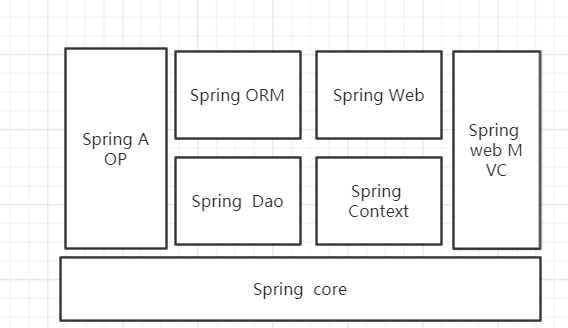 Spring A
OP
Spring ORM
Spring Web
Spring
web M
VC
Spring  Dao
Spring
Context
Spring  core